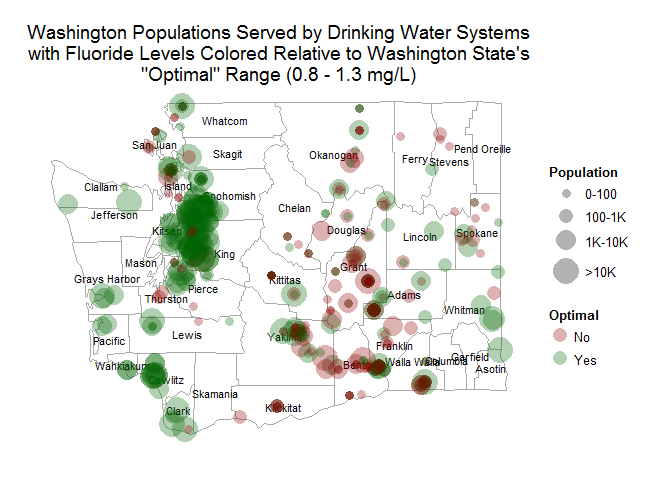 Washington Populations Served by Drinking Water Systems
with Fluoride Levels Colored Relative to Washington State's
"Optimal" Range (0.8 - 1.3 mg/L)
Whatcom
San Juan
Skagit
Okanogan
Ferry
Stevens
Pend Oreille
Clallam
Island
Snohomish
Jefferson
Chelan
Kitsap
Douglas
Lincoln
Spokane
King
Mason
Grant
Grays Harbor
Kittitas
Pierce
Thurston
Adams
Whitman
Pacific
Lewis
Yakima
Franklin
Wahkiakum
Benton
Walla Walla
Columbia
Garfield
Asotin
Cowlitz
Skamania
Clark
Klickitat
Population
0-100
100-1K
1K-10K
>10K
Optimal
No
Yes